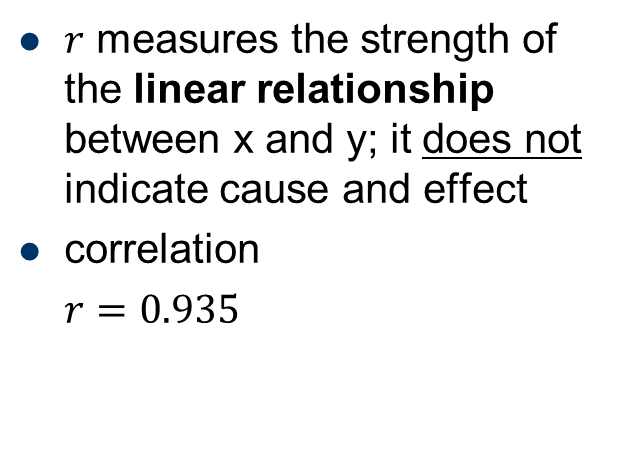 • r measures the strength of
the linear relationship
between x and y; it does not
indicate cause and effect
• correlation
r = 0.935